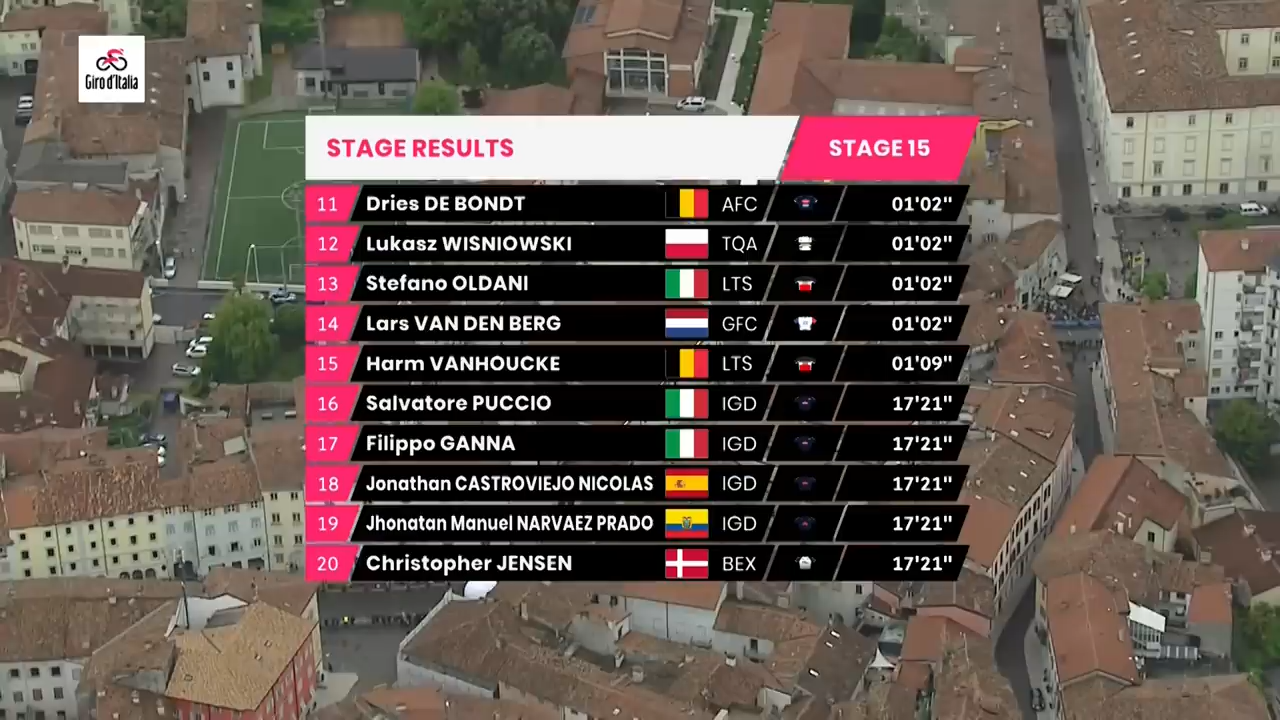 Giro d'Italia
STAGE RESULTS STAGE 15
11 Dries DE BONDT AFC 01'02"
12 Lukasz WISNIOWSKI TQA 01'02"
13 Stefano OLDANI LTS 01'02"
14 Lars VAN DEN BERG GFC 01'02"
15 Harm VANHOUCKE LTS 01'09"
16 Salvatore PUCCIO IGD 17'21"
17 Filippo GANNA IGD 17'21"
18 Jonathan CASTROVIEJO NICOLAS IGD 17'21"
19 Jhonatan Manuel NARVAEZ PRADO IGD 17'21"
20 Christopher JENSEN BEX 17'21"